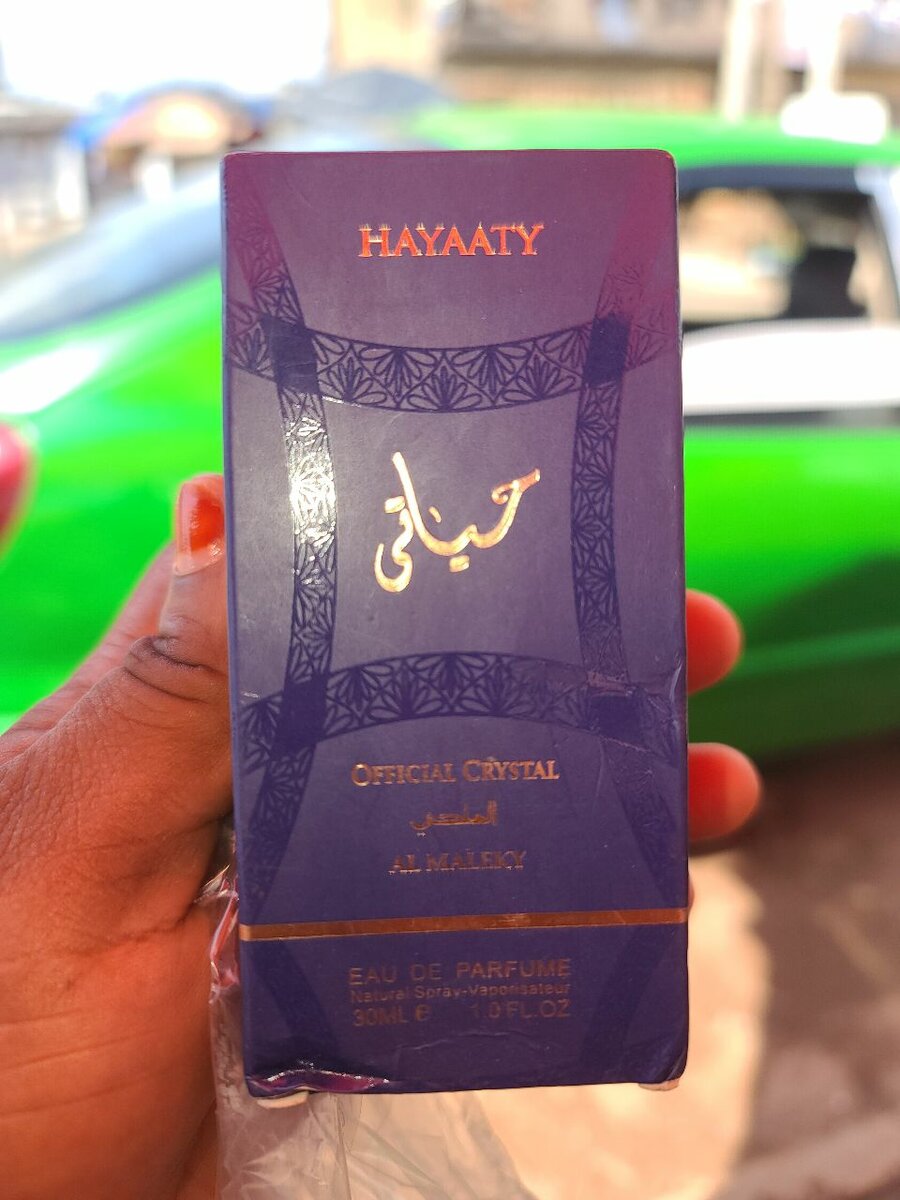 HAYAATY
حياتي
OFFICIAL CRYSTAL
الملكي
AL MALEKY
EAU DE PARFUME
Natural Spray-Vaporisateur
30ML e 1.0 FL.OZ